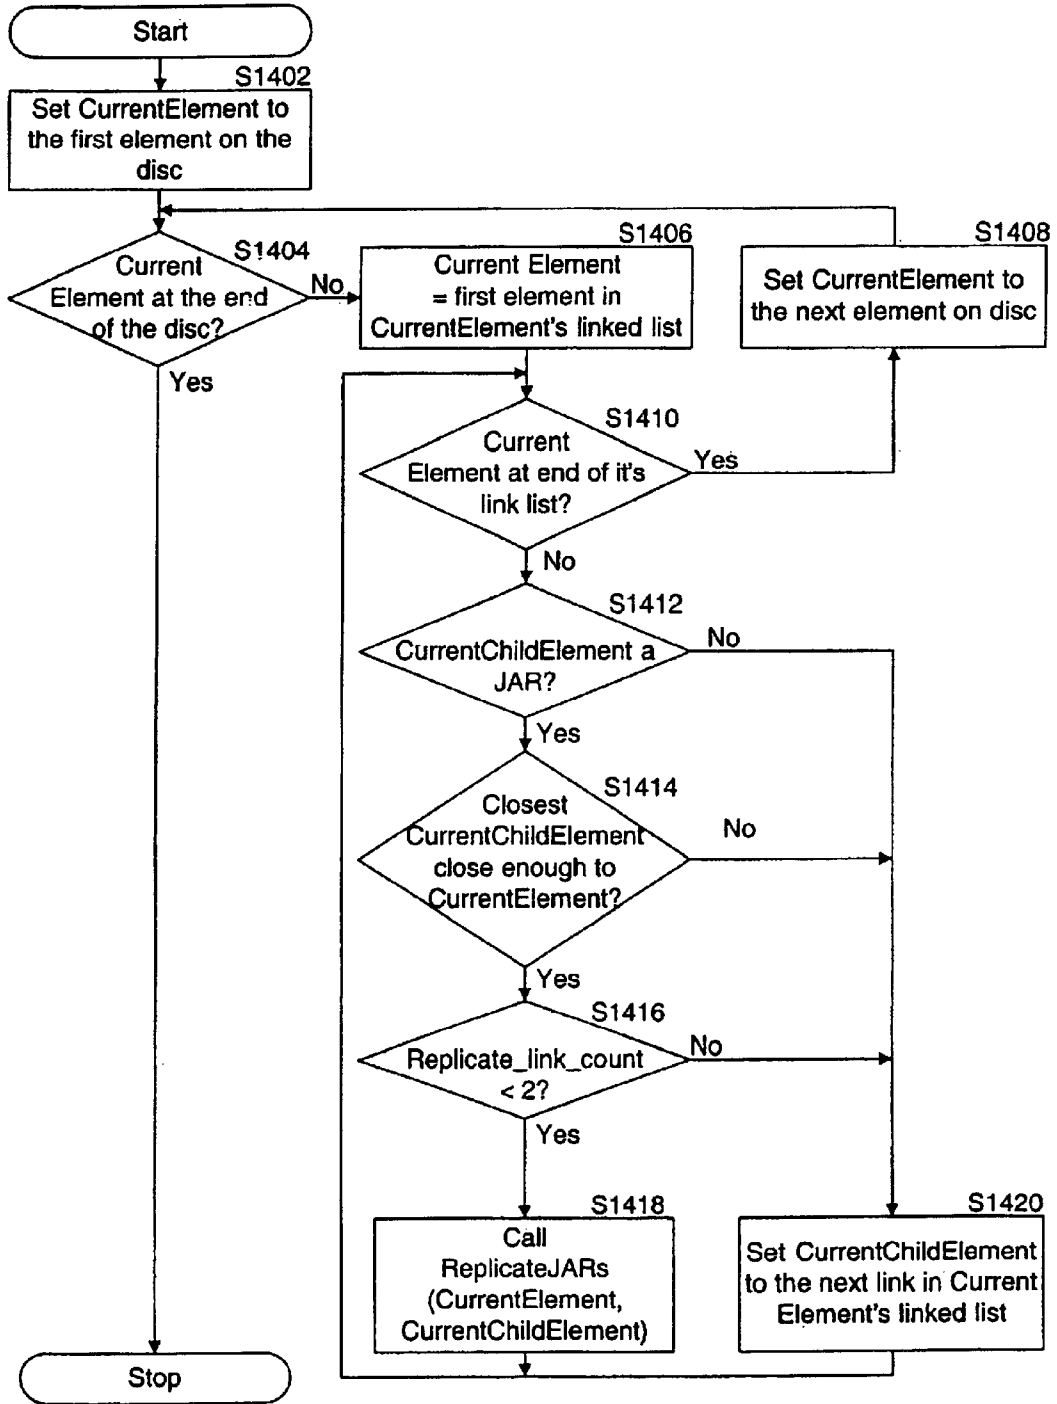 Start
S1402
Set CurrentElement to
the first element on the
disc
S1404
Current
Element at the end
of the disc?
No
Yes
S1406
Current Element
= first element in
CurrentElement's linked list
S1408
Set CurrentElement to
the next element on disc
S1410
Current
Element at end of it's
link list?
Yes
No
S1412
CurrentChildElement a
JAR?
No
Yes
S1414
Closest
CurrentChildElement
close enough to
CurrentElement?
No
Yes
S1416
Replicate_link_count
< 2?
No
Yes
S1418
Call
ReplicateJARs
(CurrentElement,
CurrentChildElement)
S1420
Set CurrentChildElement
to the next link in Current
Element's linked list
Stop